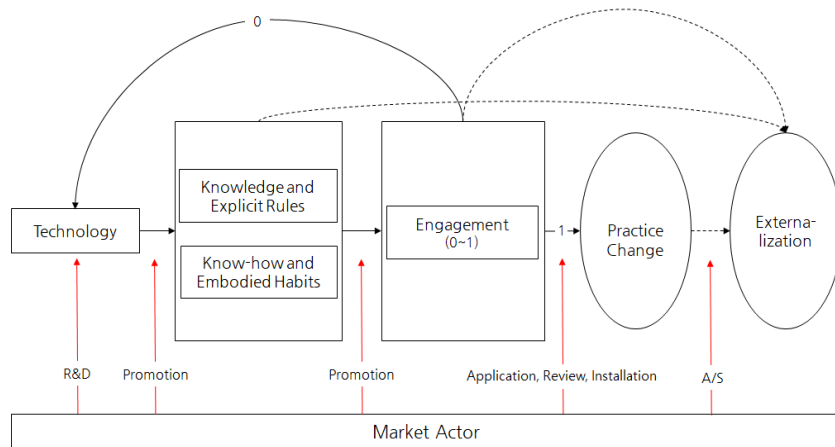 0
Knowledge and
Explicit Rules
Technology
Engagement
(0~1)
1
Practice
Change
Externa-
lization
Know-how and
Embodied Habits
R&D
Promotion
Promotion
Application, Review, Installation
A/S
Market Actor